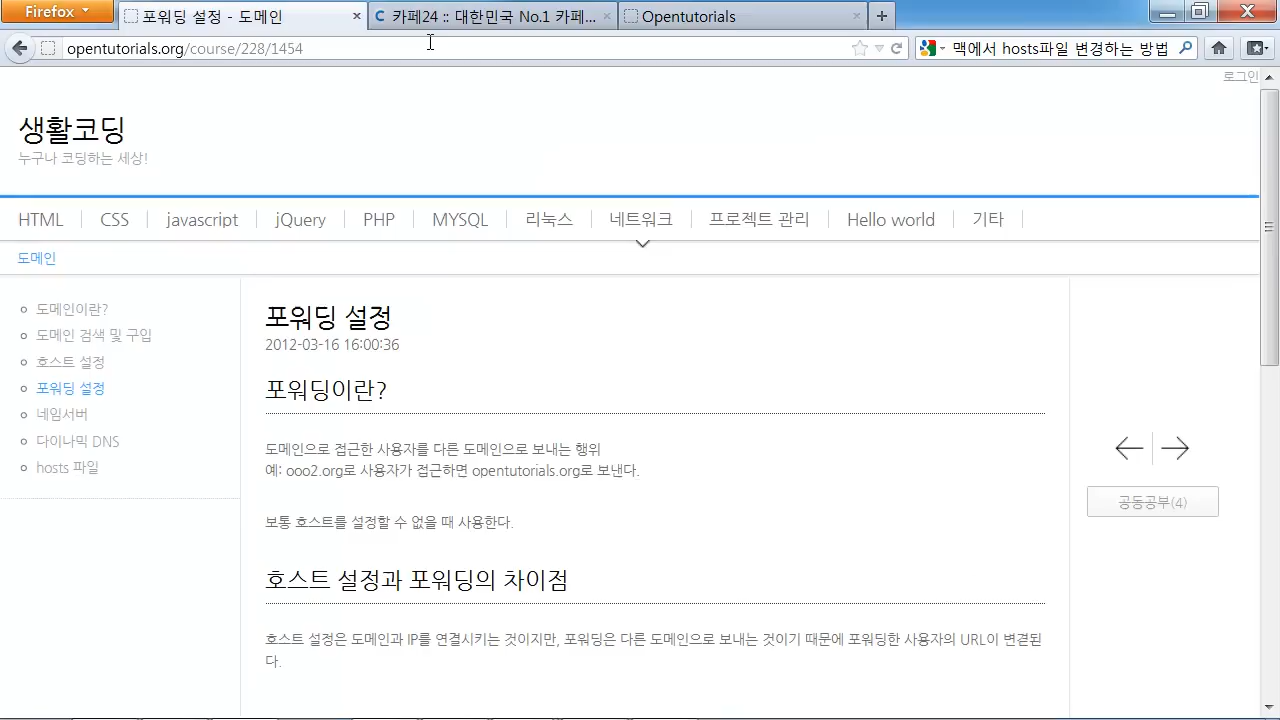 Firefox
포워딩 설정 - 도메인
카페24 :: 대한민국 No.1 카페...
Opentutorials
opentutorials.org/course/228/1454
맥에서 hosts파일 변경하는 방법
로그인
생활코딩
누구나 코딩하는 세상!
HTML CSS javascript jQuery PHP MYSQL 리눅스 네트워크 프로젝트 관리 Hello world 기타
도메인
도메인이란?
도메인 검색 및 구입
호스트 설정
포워딩 설정
네임서버
다이나믹 DNS
hosts 파일
포워딩 설정
2012-03-16 16:00:36
포워딩이란?
도메인으로 접근한 사용자를 다른 도메인으로 보내는 행위
예: ooo2.org로 사용자가 접근하면 opentutorials.org로 보낸다.
보통 호스트를 설정할 수 없을 때 사용한다.
호스트 설정과 포워딩의 차이점
호스트 설정은 도메인과 IP를 연결시키는 것이지만, 포워딩은 다른 도메인으로 보내는 것이기 때문에 포워딩한 사용자의 URL이 변겯된
다.
공동공부(4)